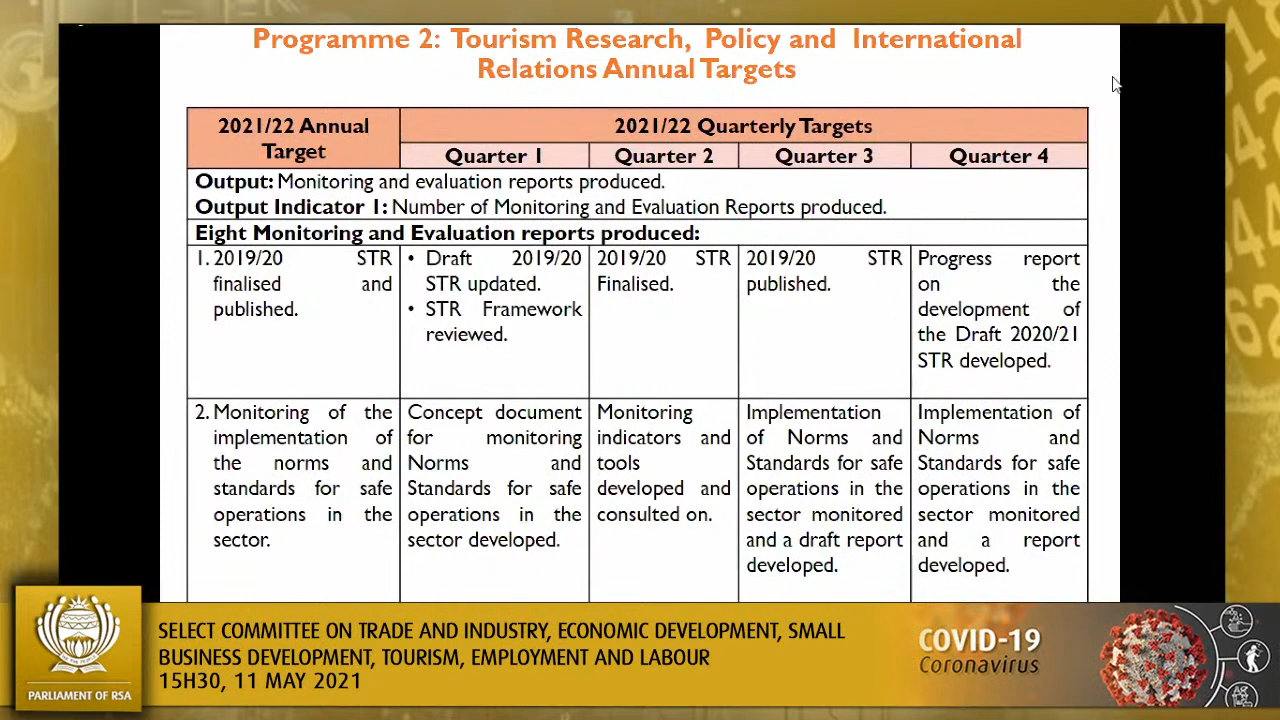 Programme 2: Tourism Research, Policy and International
Relations Annual Targets
2021/22 Annual
Target
2021/22 Quarterly Targets
Quarter 1
Quarter 2
Quarter 3
Quarter 4
Output: Monitoring and evaluation reports produced.
Output Indicator 1: Number of Monitoring and Evaluation Reports produced.
Eight Monitoring and Evaluation reports produced:
1. 2019/20 STR
finalised and
published.
• Draft 2019/20
STR updated.
• STR Framework
reviewed.
2019/20 STR
Finalised.
2019/20 STR
published.
Progress report
on the
development of
the Draft 2020/21
STR developed.
2. Monitoring of the
implementation of
the norms and
standards for safe
operations in the
sector.
Concept document
for monitoring
Norms and
Standards for safe
operations in the
sector developed.
Monitoring
indicators and
tools
developed and
consulted on.
Implementation
of Norms and
Standards for safe
operations in the
sector monitored
and a draft report
developed.
Implementation of
Norms and
Standards for safe
operations in the
sector monitored
and a report
developed.
PARLIAMENT OF RSA
SELECT COMMITTEE ON TRADE AND INDUSTRY, ECONOMIC DEVELOPMENT, SMALL
BUSINESS DEVELOPMENT, TOURISM, EMPLOYMENT AND LABOUR
15H30, 11 MAY 2021
COVID-19
Coronavirus